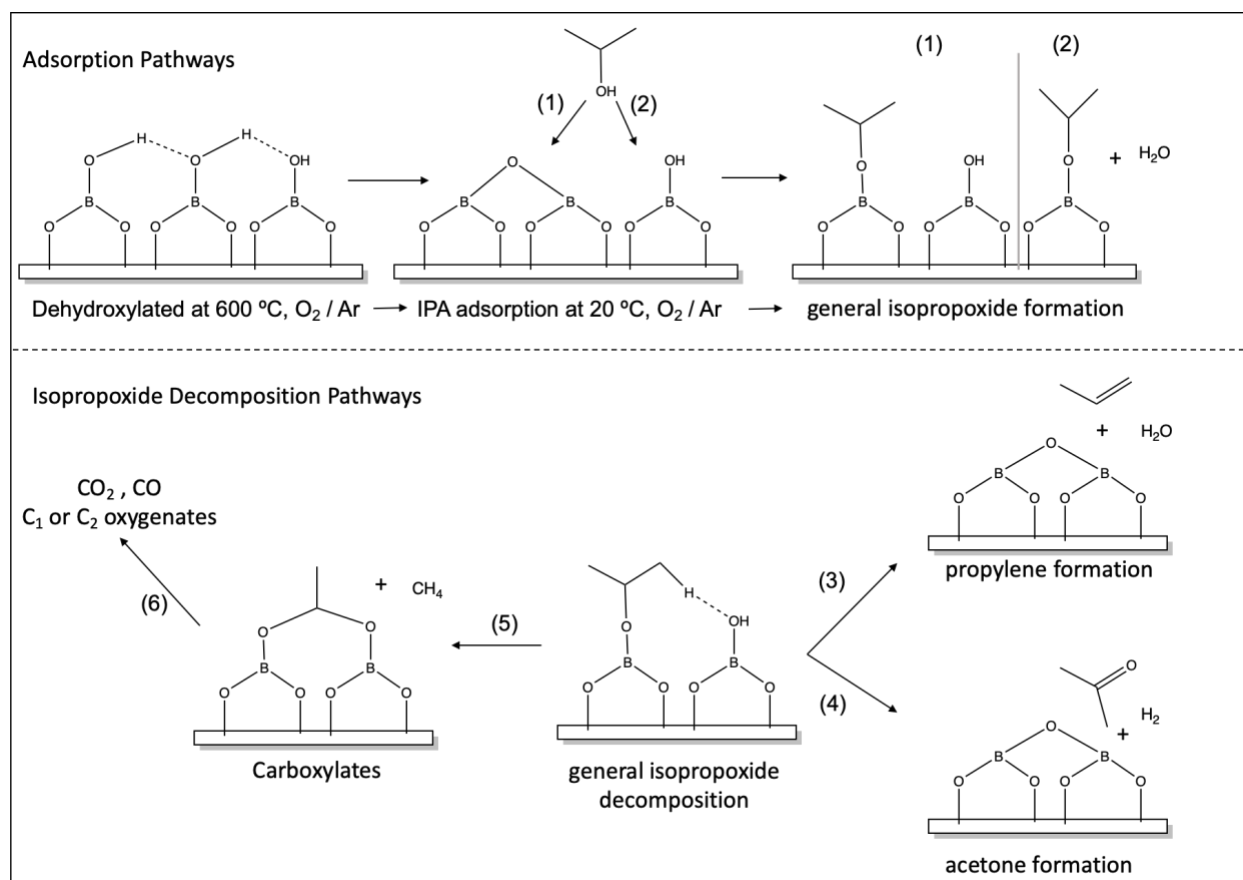 Adsorption Pathways
(1)
(2)
OH
(1)
(2)
H
H
O
O
OH
B
B
B
O
O
O
O
O
O
O
OH
B
B
B
O
O
O
O
O
O
O
OH
B
B
O
O
O
O
O
B
O
O
+ H₂O
Dehydroxylated at 600 ºC, O₂ / Ar
IPA adsorption at 20 ºC, O₂ / Ar
general isopropoxide formation
Isopropoxide Decomposition Pathways
CO₂ , CO
C₁ or C₂ oxygenates
(6)
+ CH₄
O
O
B
B
O
O
O
O
Carboxylates
(5)
H
O
OH
B
B
O
O
O
O
general isopropoxide
decomposition
(3)
(4)
+ H₂O
O
B
B
O
O
O
O
propylene formation
O
+ H₂
O
B
B
O
O
O
O
acetone formation